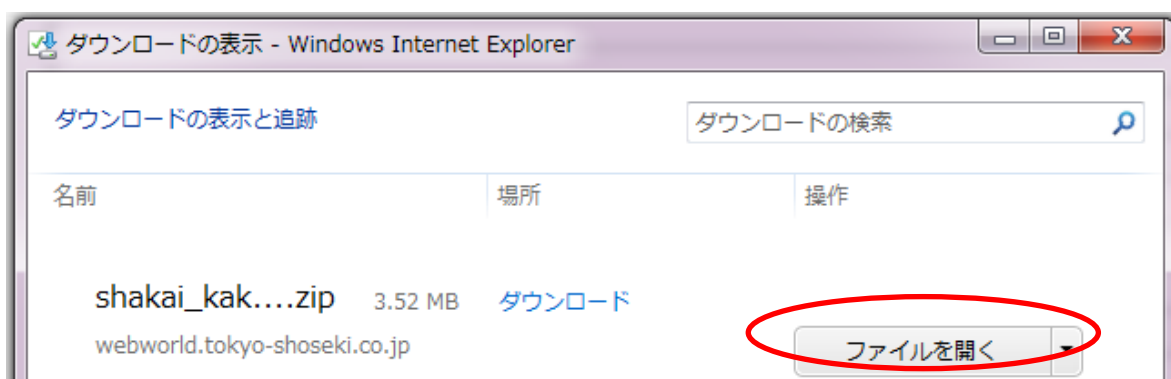 ダウンロードの表示 - Windows Internet Explorer
ダウンロードの表示と追跡
ダウンロードの検索
名前 場所 操作
shakai_kak....zip 3.52 MB ダウンロード
webworld.tokyo-shoseki.co.jp
ファイルを開く